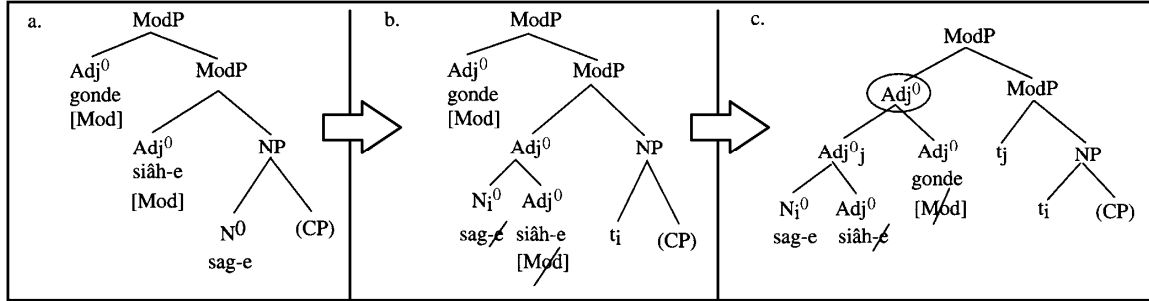 a.
ModP
Adj⁰
gonde
[Mod]
ModP
Adj⁰
siâh-e
[Mod]
NP
N⁰
sag-e
(CP)
b.
ModP
Adj⁰
gonde
[Mod]
ModP
Adj⁰
NP
Ni⁰ Adj⁰
sag-e siâh-e
[Mod]
ti (CP)
c.
ModP
Adj⁰
ModP
Adj⁰j
Adj⁰
gonde
[Mod]
tj
NP
Ni⁰ Adj⁰
sag-e siâh-e
ti (CP)